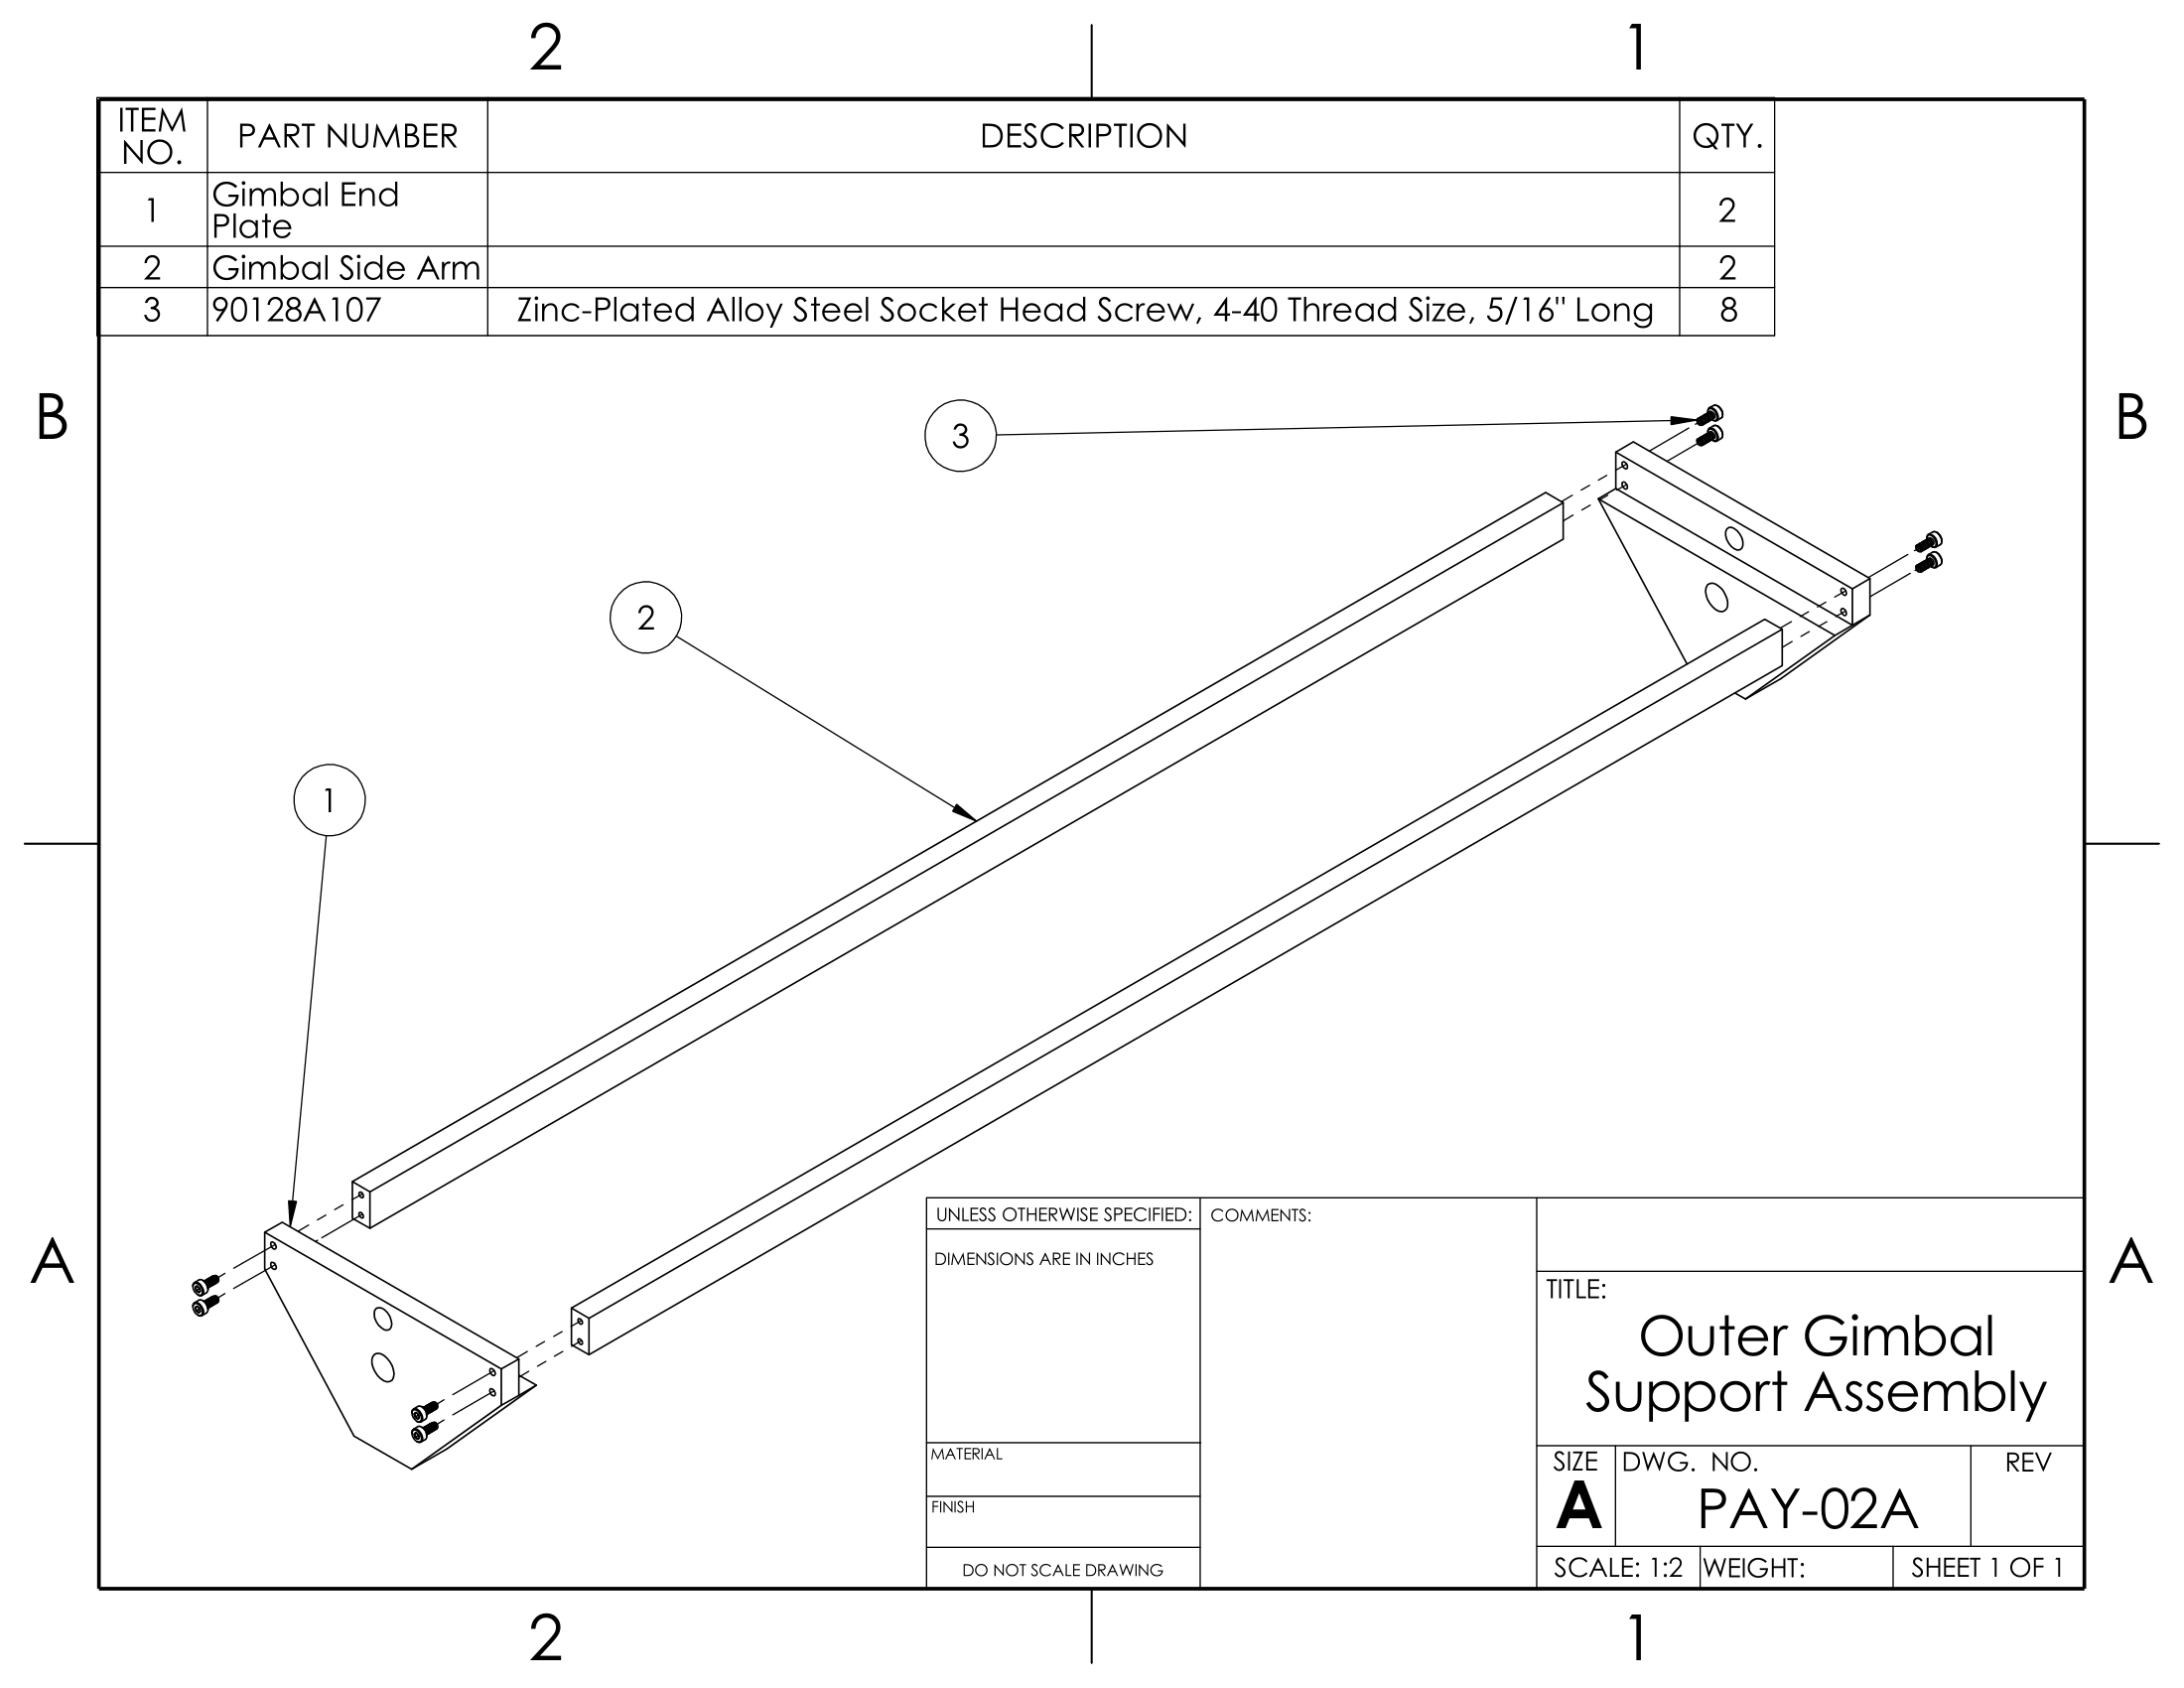 2 1
ITEM NO. PART NUMBER DESCRIPTION QTY.
1 Gimbal End Plate 2
2 Gimbal Side Arm 2
3 90128A107 Zinc-Plated Alloy Steel Socket Head Screw, 4-40 Thread Size, 5/16" Long 8
B B
3
2
1
A A
UNLESS OTHERWISE SPECIFIED:
DIMENSIONS ARE IN INCHES
MATERIAL
FINISH
DO NOT SCALE DRAWING
COMMENTS:
TITLE:
Outer Gimbal
Support Assembly
SIZE DWG. NO. REV
A PAY-02A
SCALE: 1:2 WEIGHT: SHEET 1 OF 1
2 1